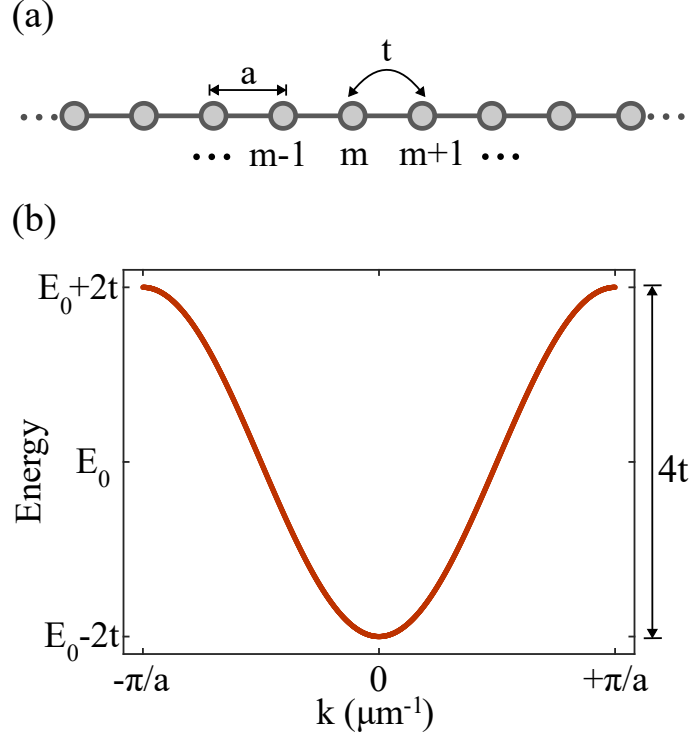 (a)
t
a
... m-1 m m+1 ...
(b)
E₀+2t
E₀
E₀-2t
Energy
4t
-π/a 0 +π/a
k (μm⁻¹)